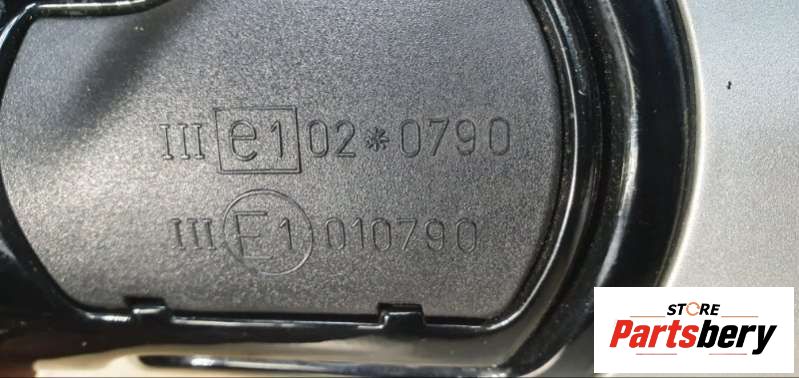 III e1 02*0790
III E1 010790
STORE
Partsbery